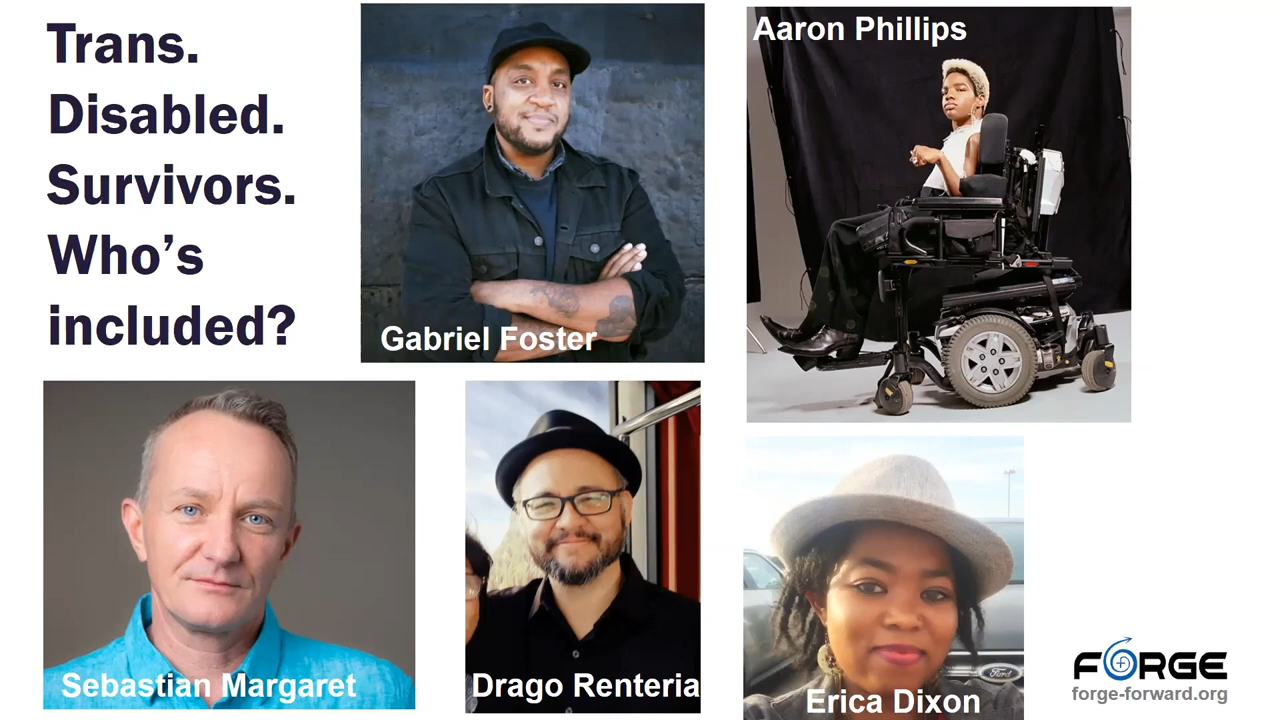 Trans.
Disabled.
Survivors.
Who's
included?
Gabriel Foster
Aaron Phillips
Sebastian Margaret
Drago Renteria
Erica Dixon
Ford
FORGE
forge-forward.org